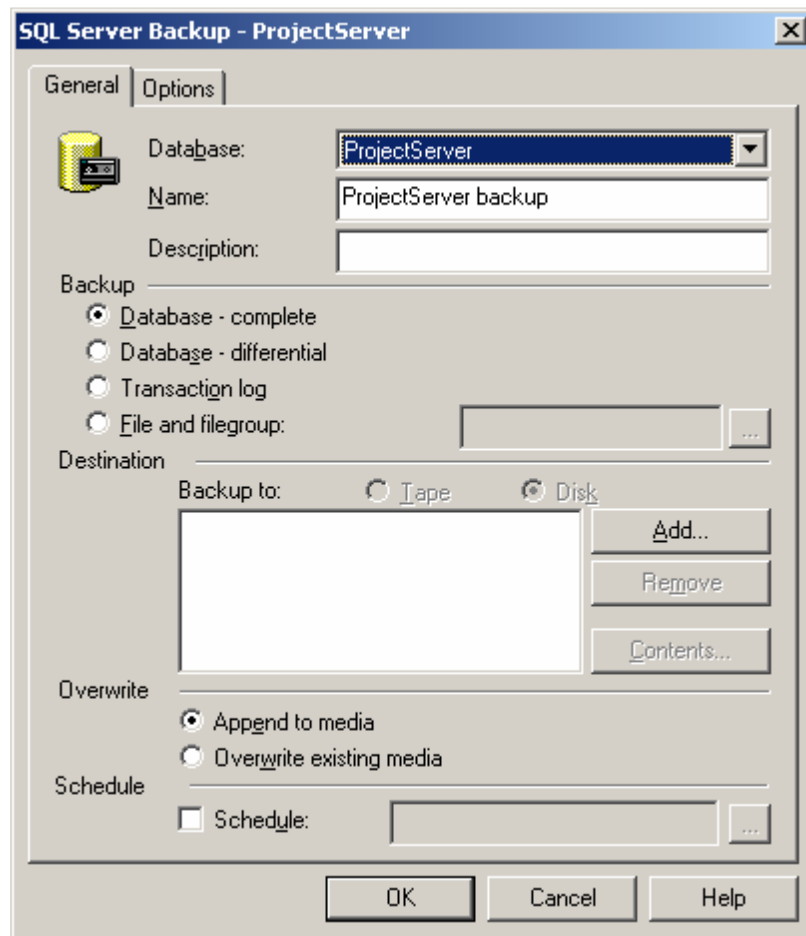 SQL Server Backup - ProjectServer
General Options
Database: ProjectServer
Name: ProjectServer backup
Description:
Backup
Database - complete
Database - differential
Transaction log
File and filegroup: ...
Destination
Backup to: Tape Disk
Add...
Remove
Contents...
Overwrite
Append to media
Overwrite existing media
Schedule
Schedule: ...
OK Cancel Help